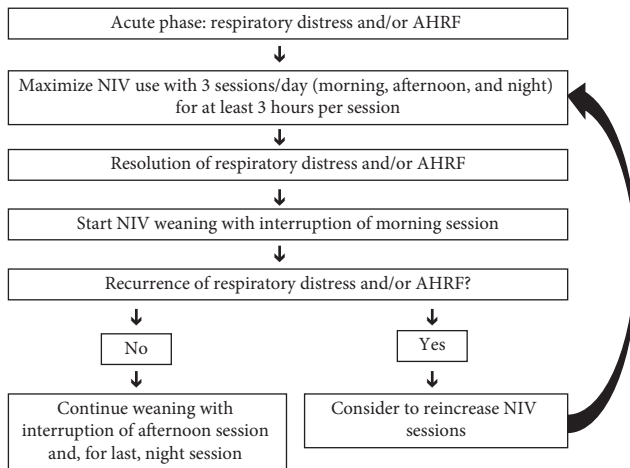 Acute phase: respiratory distress and/or AHRF
Maximize NIV use with 3 sessions/day (morning, afternoon, and night)
for at least 3 hours per session
Resolution of respiratory distress and/or AHRF
Start NIV weaning with interruption of morning session
Recurrence of respiratory distress and/or AHRF?
No
Yes
Continue weaning with
interruption of afternoon session
and, for last, night session
Consider to reincrease NIV
sessions